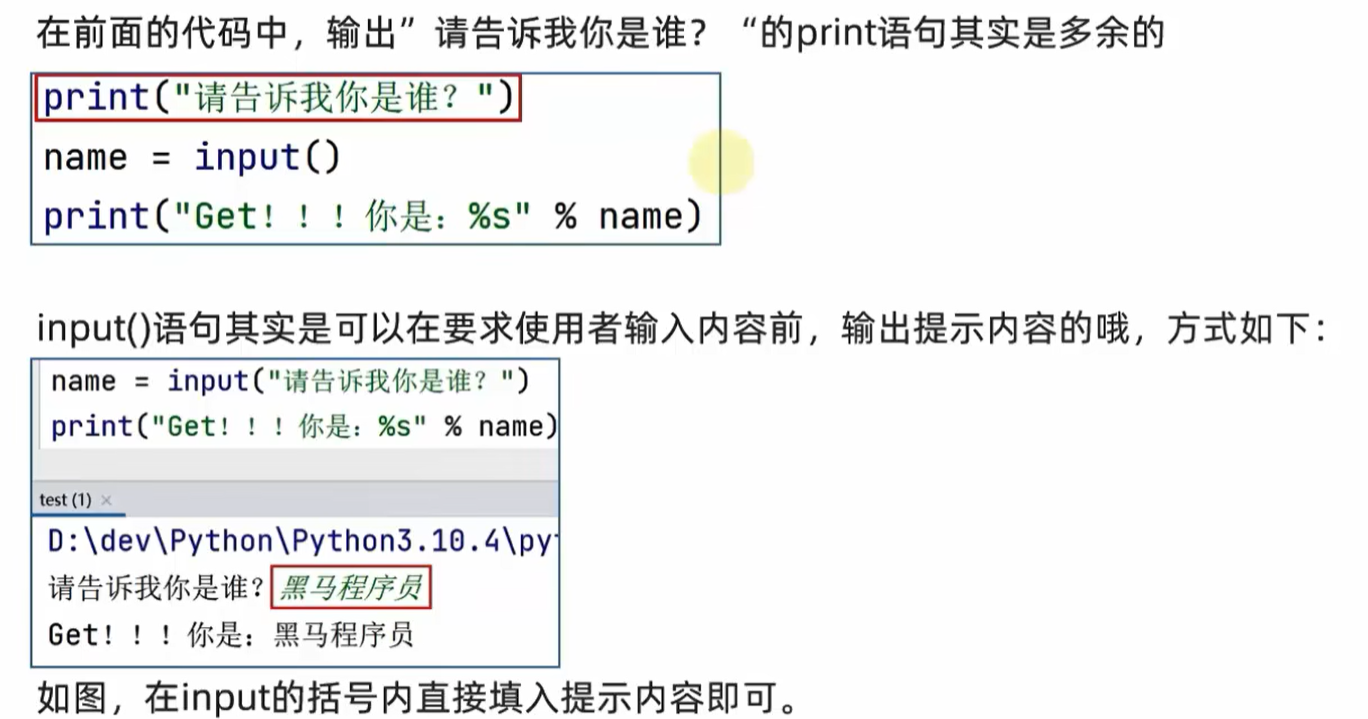 在前面的代码中，输出”请告诉我你是谁？“的print语句其实是多余的
print("请告诉我你是谁？")
name = input()
print("Get！！！你是：%s" % name)
input()语句其实是可以在要求使用者输入内容前，输出提示内容的哦，方式如下：
name = input("请告诉我你是谁？")
print("Get！！！你是：%s" % name)
test (1) ×
D:\dev\Python\Python3.10.4\py
请告诉我你是谁？黑马程序员
Get！！！你是：黑马程序员
如图，在input的括号内直接填入提示内容即可。